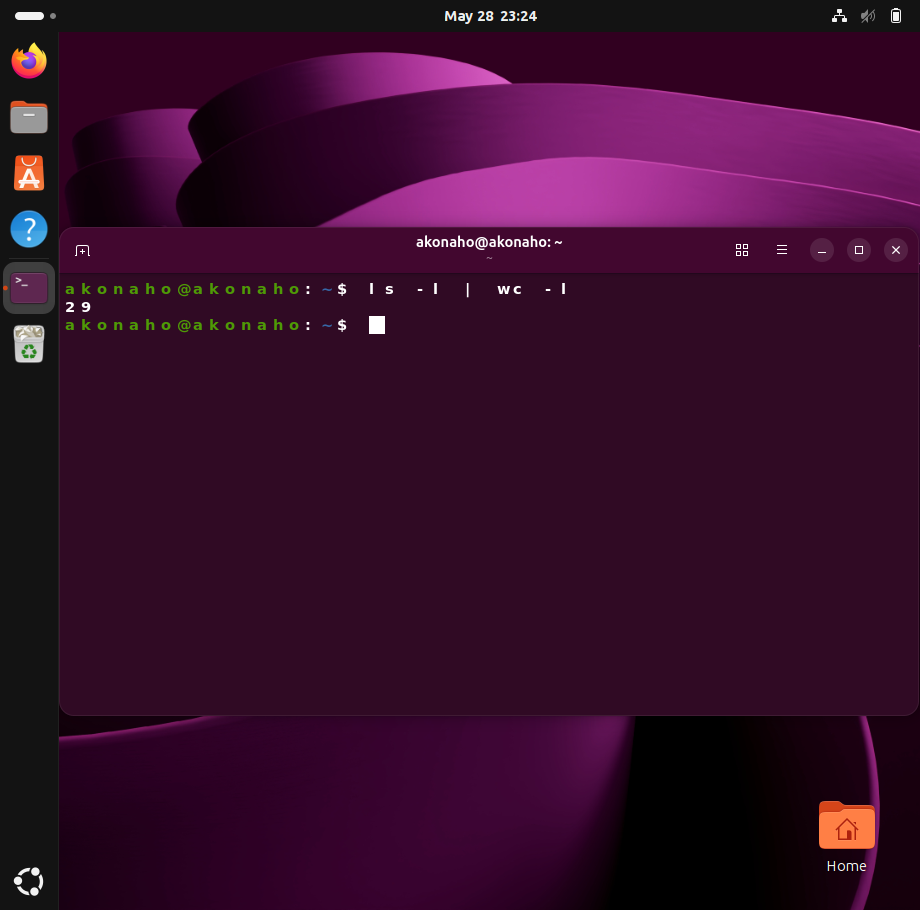 May 28 23:24
akonaho@akonaho: ~
~
akonaho@akonaho:~$ ls -l | wc -l
29
akonaho@akonaho:~$
Home